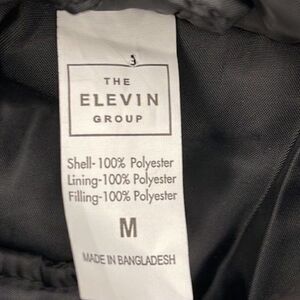 THE
ELEVIN
GROUP
Shell-100% Polyester
Lining-100% Polyester
Filling-100% Polyester
M
MADE IN BANGLADESH